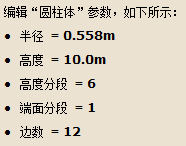 编辑“圆柱体”参数，如下所示：
• 半径 = 0.558m
• 高度 = 10.0m
• 高度分段 = 6
• 端面分段 = 1
• 边数 = 12